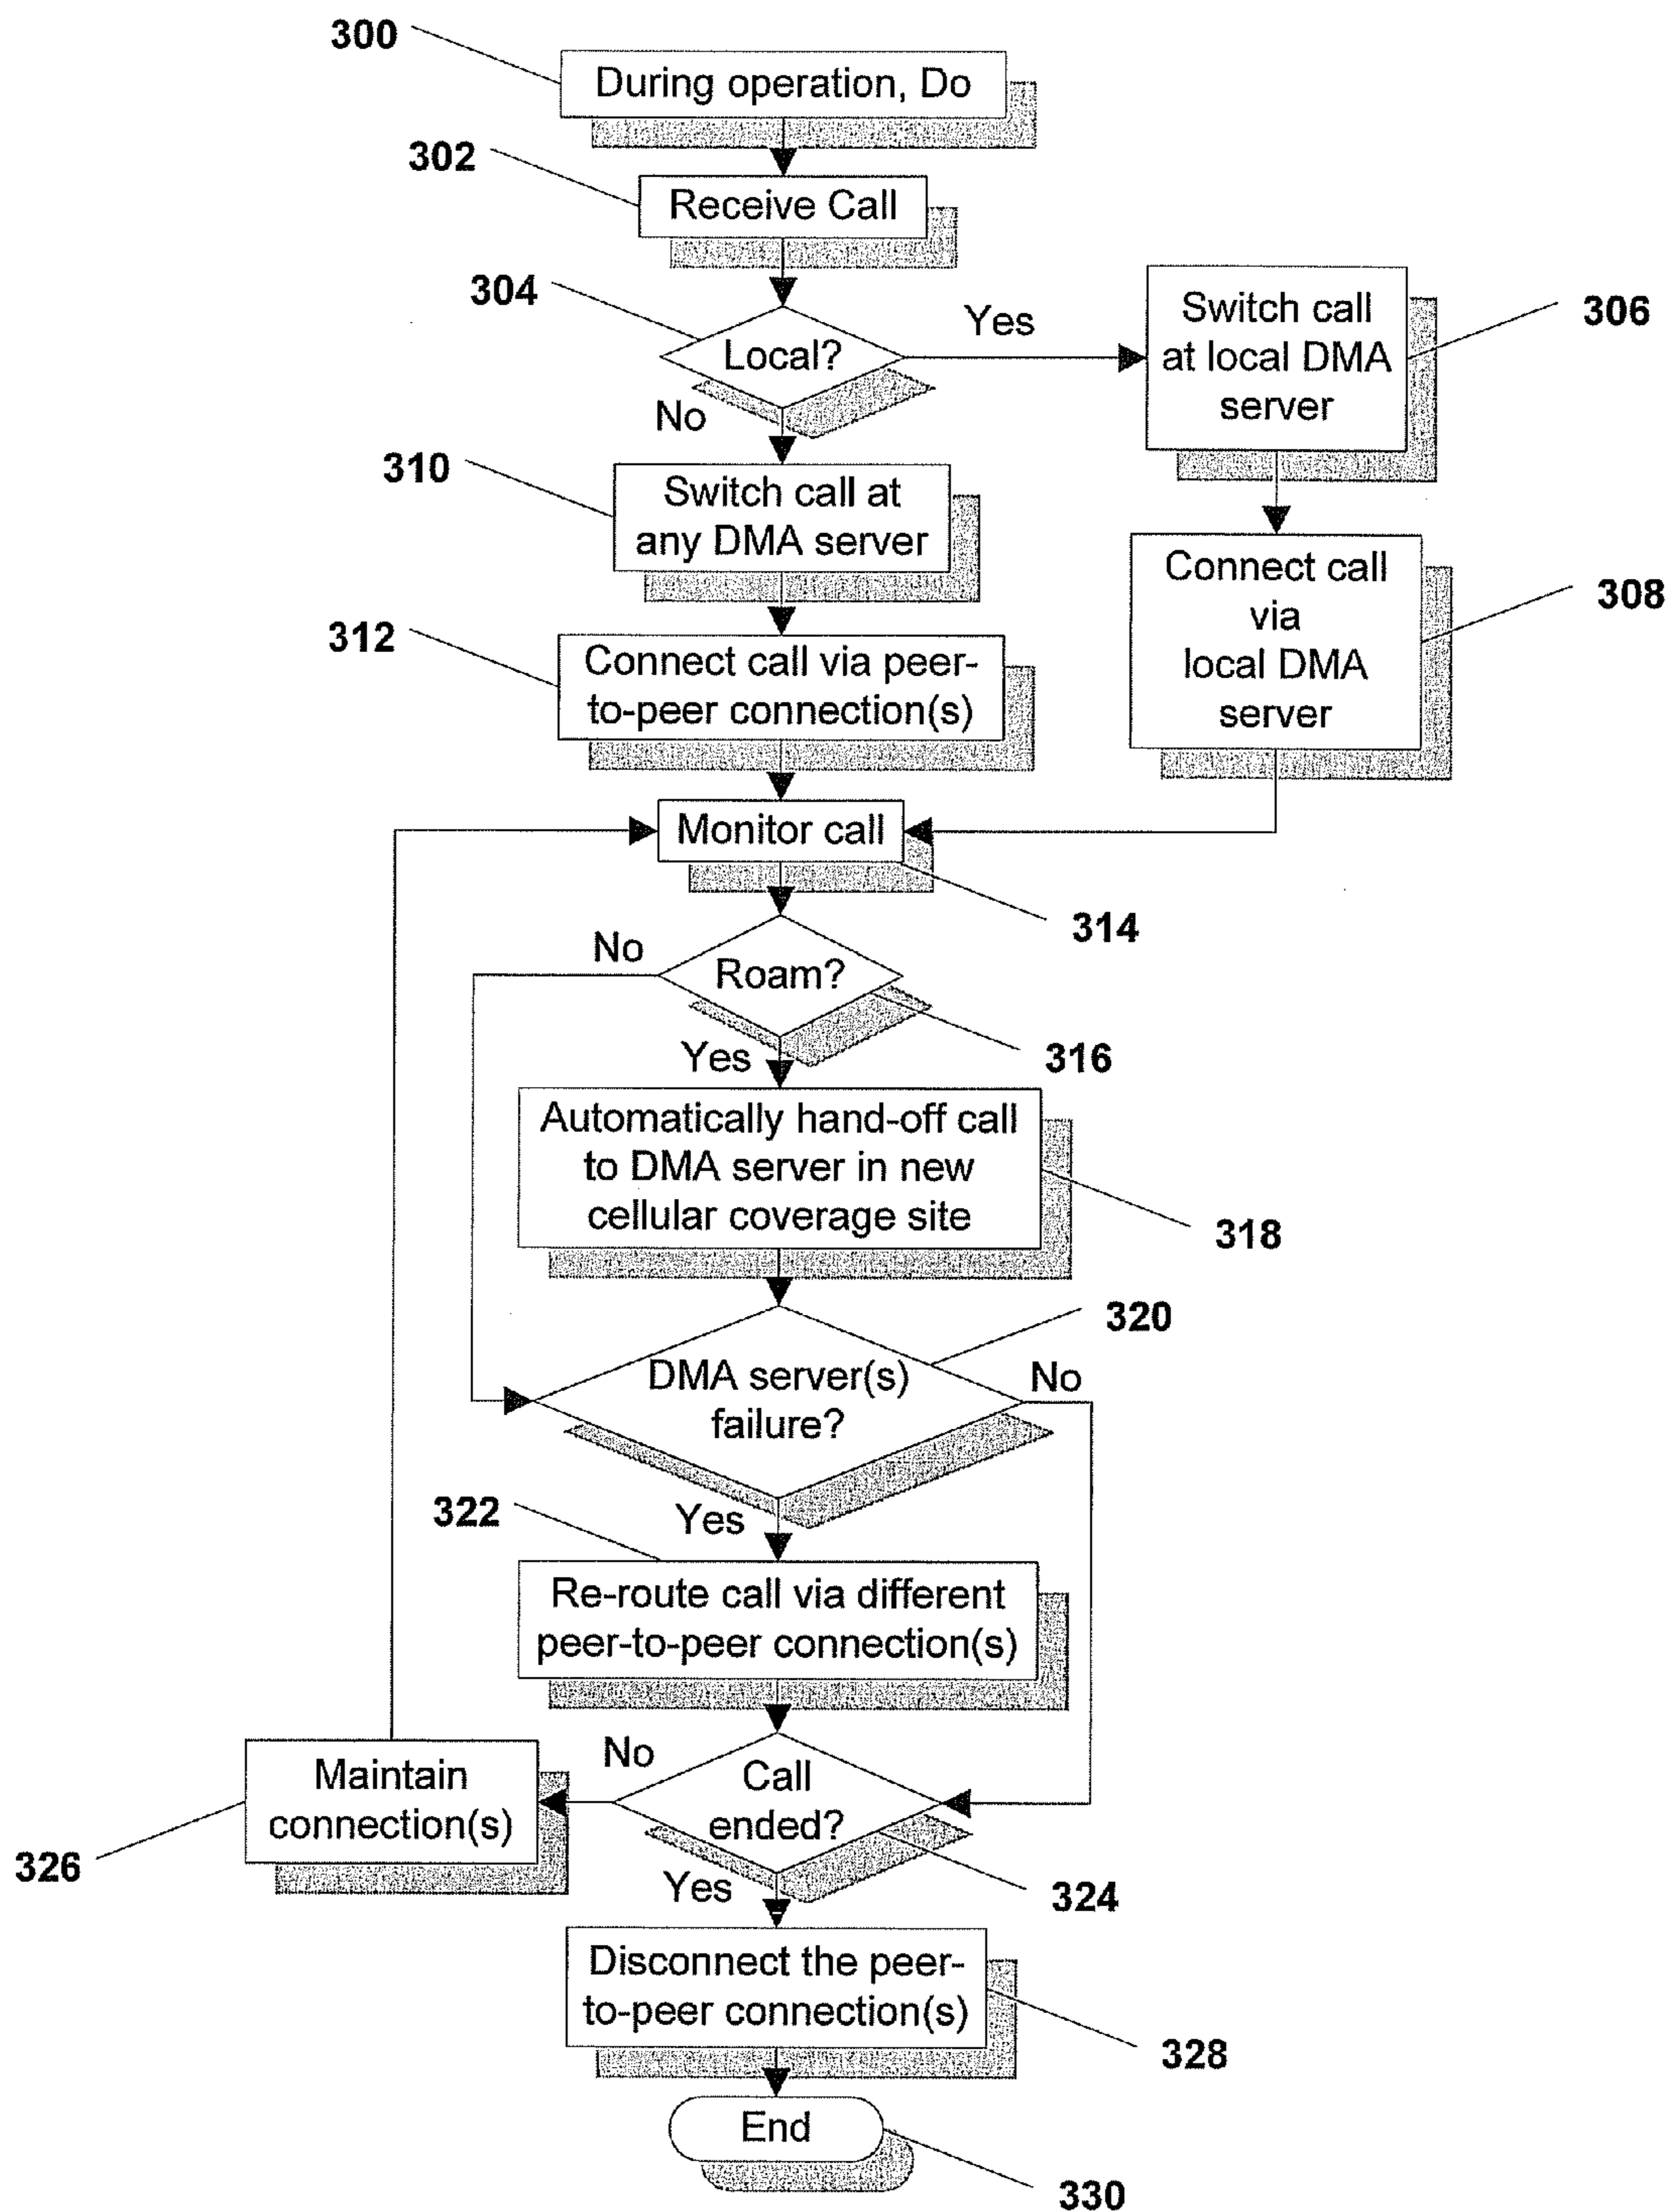 300
During operation, Do
302
Receive Call
304
Local?
Yes
No
Switch call
at local DMA
server
306
310
Switch call at
any DMA server
Connect call
via
local DMA
server
308
312
Connect call via peer-
to-peer connection(s)
Monitor call
314
No
Roam?
316
Yes
Automatically hand-off call
to DMA server in new
cellular coverage site
318
320
DMA server(s)
failure?
No
322
Yes
Re-route call via different
peer-to-peer connection(s)
Maintain
connection(s)
326
No
Call
ended?
324
Yes
Disconnect the peer-
to-peer connection(s)
328
End
330